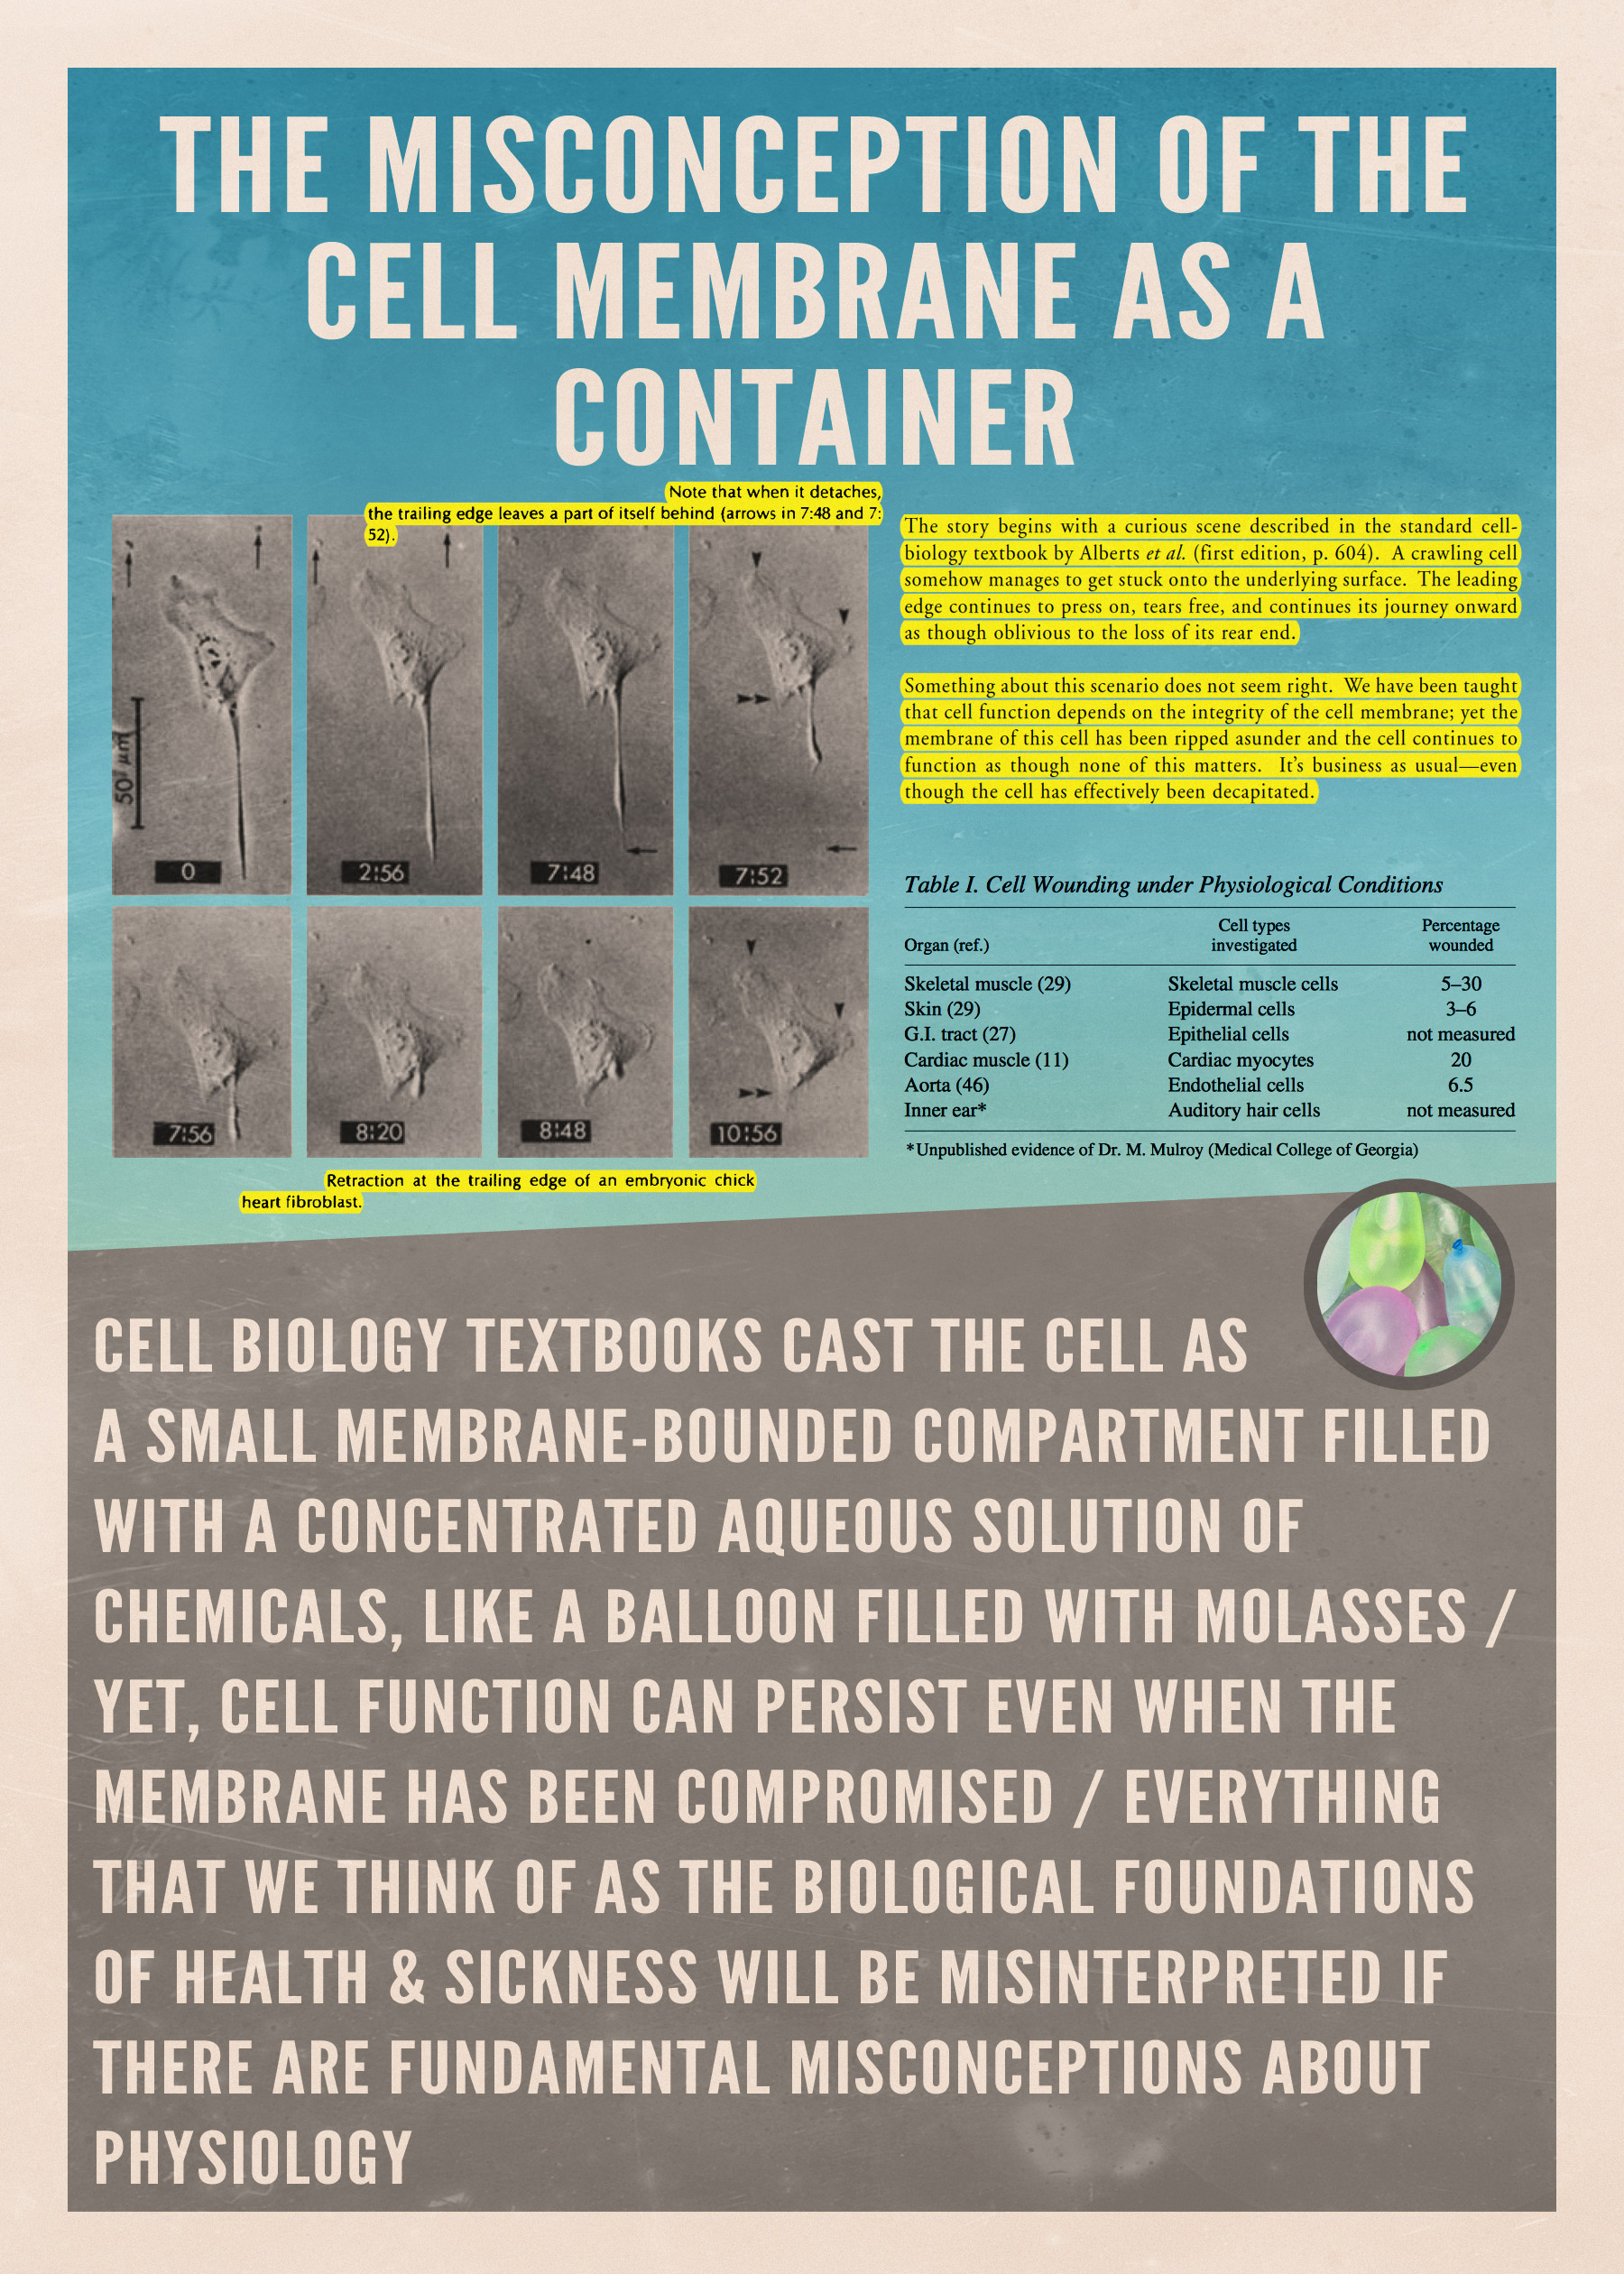 THE MISCONCEPTION OF THE
CELL MEMBRANE AS A
CONTAINER
Note that when it detaches,
the trailing edge leaves a part of itself behind (arrows in 7:48 and 7:
52).
50 µm
0
2:56
7:48
7:52
7:56
8:20
8:48
10:56
Retraction at the trailing edge of an embryonic chick
heart fibroblast.
The story begins with a curious scene described in the standard cell-
biology textbook by Alberts et al. (first edition, p. 604). A crawling cell
somehow manages to get stuck onto the underlying surface. The leading
edge continues to press on, tears free, and continues its journey onward
as though oblivious to the loss of its rear end.
Something about this scenario does not seem right. We have been taught
that cell function depends on the integrity of the cell membrane; yet the
membrane of this cell has been ripped asunder and the cell continues to
function as though none of this matters. It's business as usual—even
though the cell has effectively been decapitated.
Table I. Cell Wounding under Physiological Conditions
Cell types Percentage
Organ (ref.) investigated wounded
Skeletal muscle (29) Skeletal muscle cells 5–30
Skin (29) Epidermal cells 3–6
G.I. tract (27) Epithelial cells not measured
Cardiac muscle (11) Cardiac myocytes 20
Aorta (46) Endothelial cells 6.5
Inner ear* Auditory hair cells not measured
*Unpublished evidence of Dr. M. Mulroy (Medical College of Georgia)
CELL BIOLOGY TEXTBOOKS CAST THE CELL AS
A SMALL MEMBRANE-BOUNDED COMPARTMENT FILLED
WITH A CONCENTRATED AQUEOUS SOLUTION OF
CHEMICALS, LIKE A BALLOON FILLED WITH MOLASSES /
YET, CELL FUNCTION CAN PERSIST EVEN WHEN THE
MEMBRANE HAS BEEN COMPROMISED / EVERYTHING
THAT WE THINK OF AS THE BIOLOGICAL FOUNDATIONS
OF HEALTH & SICKNESS WILL BE MISINTERPRETED IF
THERE ARE FUNDAMENTAL MISCONCEPTIONS ABOUT
PHYSIOLOGY